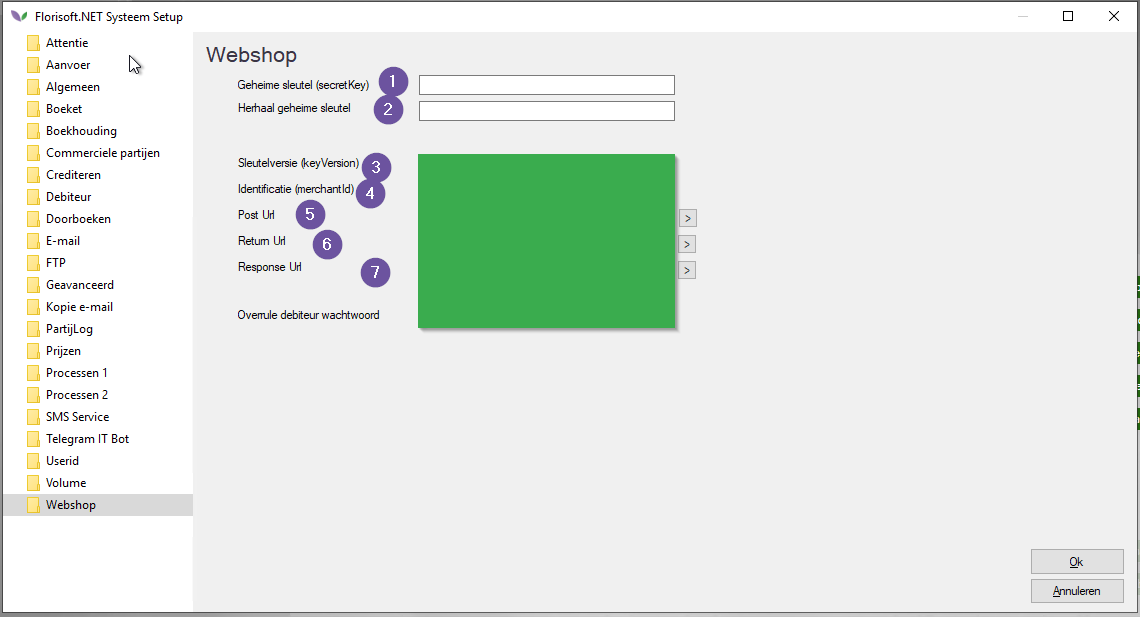 Florisoft.NET Systeem Setup
Attentie
Aanvoer
Algemeen
Boeket
Boekhouding
Commerciele partijen
Crediteren
Debiteur
Doorboeken
E-mail
FTP
Geavanceerd
Kopie e-mail
PartijLog
Prijzen
Processen 1
Processen 2
SMS Service
Telegram IT Bot
Userid
Volume
Webshop
Webshop
Geheime sleutel (secretKey) 1
Herhaal geheime sleutel 2
Sleutelversie (keyVersion) 3
Identificatie (merchantId) 4
Post Url 5 >
Return Url 6 >
Response Url 7 >
Overrule debiteur wachtwoord
Ok
Annuleren